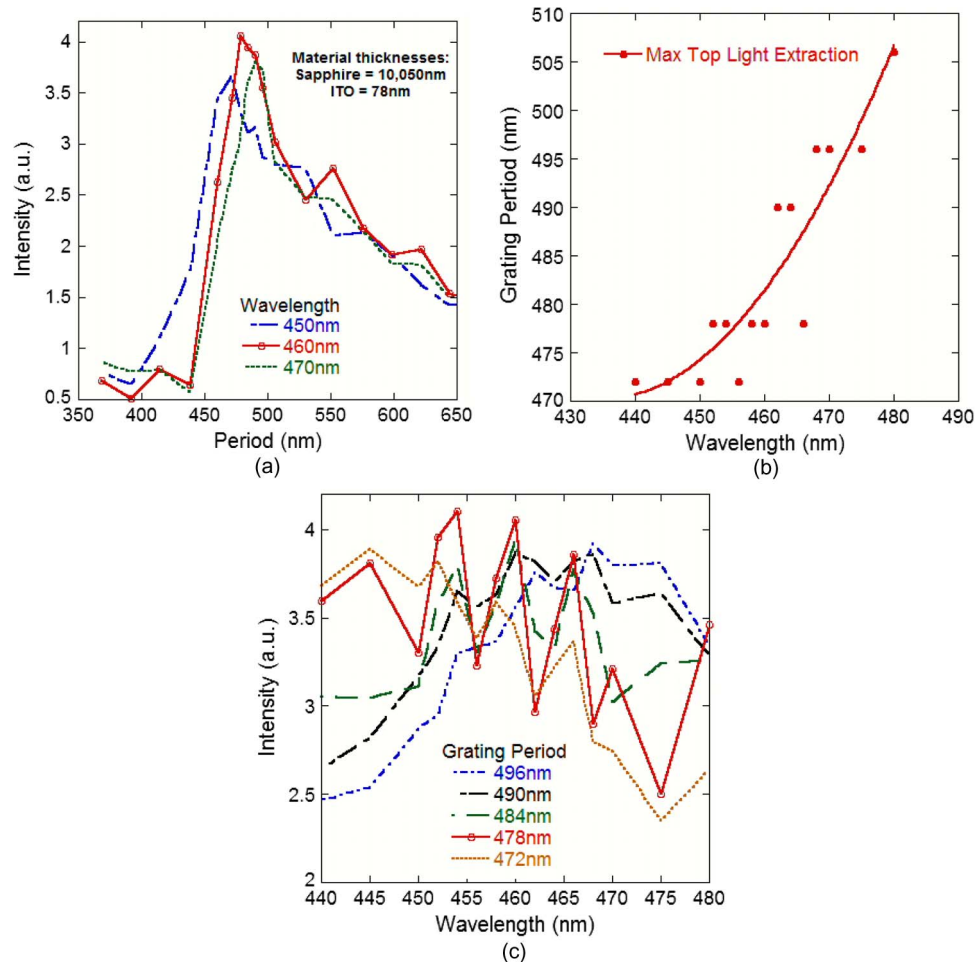 4
3.5
3
2.5
2
1.5
1
0.5
350 400 450 500 550 600 650
Intensity (a.u.)
Period (nm)
Material thicknesses:
Sapphire = 10,050nm
ITO = 78nm
Wavelength
450nm
460nm
470nm
(a)
510
505
500
495
490
485
480
475
470
430 440 450 460 470 480 490
Grating Pertiod (nm)
Wavelength (nm)
Max Top Light Extraction
(b)
4
3.5
3
2.5
2
440 445 450 455 460 465 470 475 480
Intensity (a.u.)
Wavelength (nm)
Grating Period
496nm
490nm
484nm
478nm
472nm
(c)